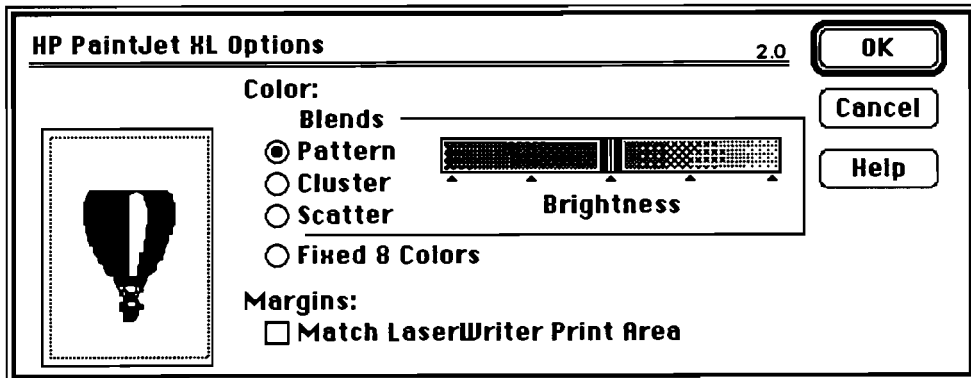 HP PaintJet XL Options 2.0
OK
Color:
Cancel
Blends
Pattern
Help
Cluster
Scatter
Brightness
Fixed 8 Colors
Margins:
Match LaserWriter Print Area